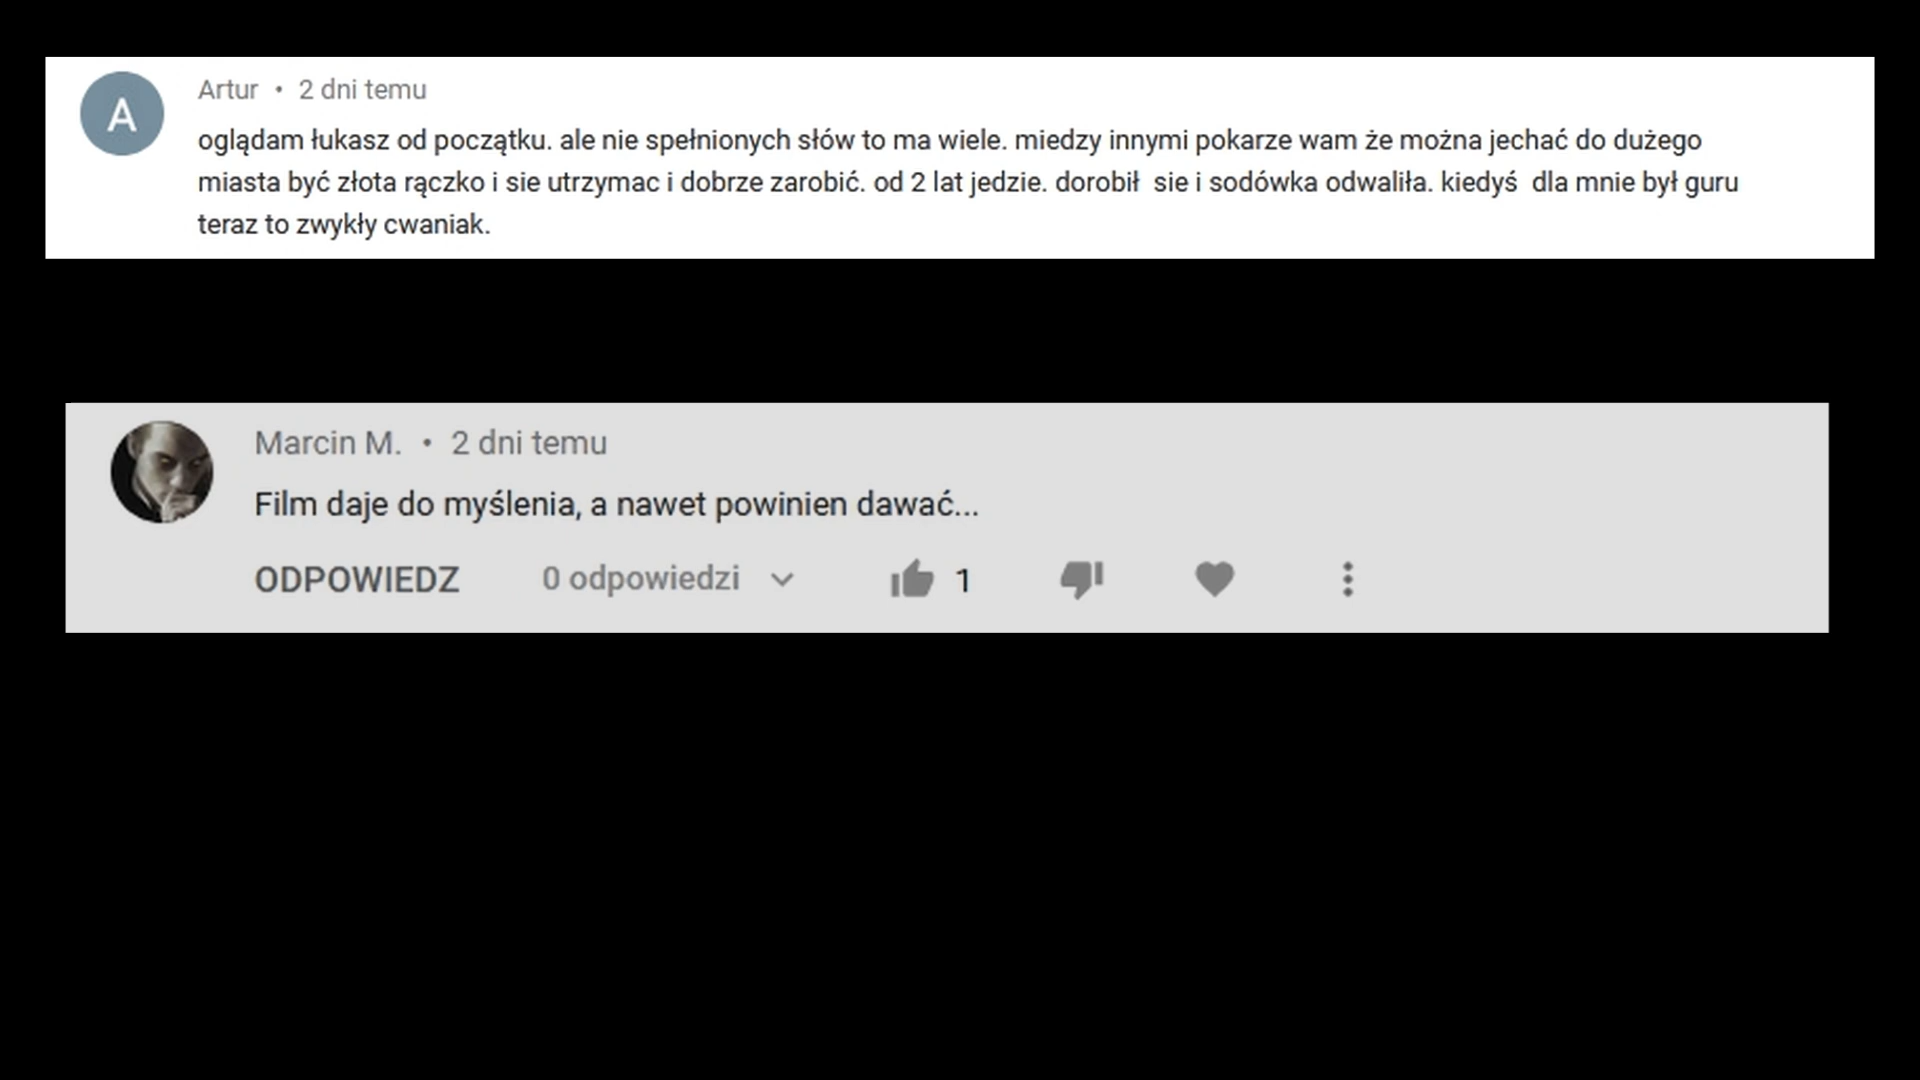 A
Artur • 2 dni temu
oglądam łukasz od początku. ale nie spełnionych słów to ma wiele. miedzy innymi pokarze wam że można jechać do dużego
miasta być złota rączko i sie utrzymac i dobrze zarobić. od 2 lat jedzie. dorobił  sie i sodówka odwaliła. kiedyś  dla mnie był guru
teraz to zwykły cwaniak.
Marcin M. • 2 dni temu
Film daje do myślenia, a nawet powinien dawać...
ODPOWIEDZ 0 odpowiedzi 1